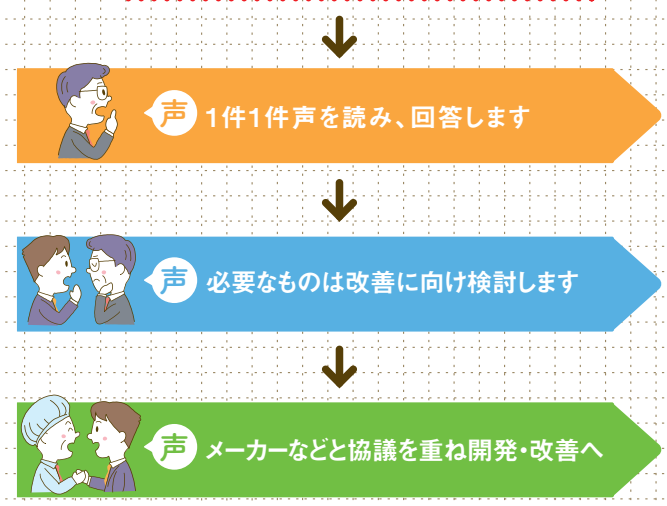 声 1件1件声を読み、回答します
声 必要なものは改善に向け検討します
声 メーカーなどと協議を重ね開発・改善へ